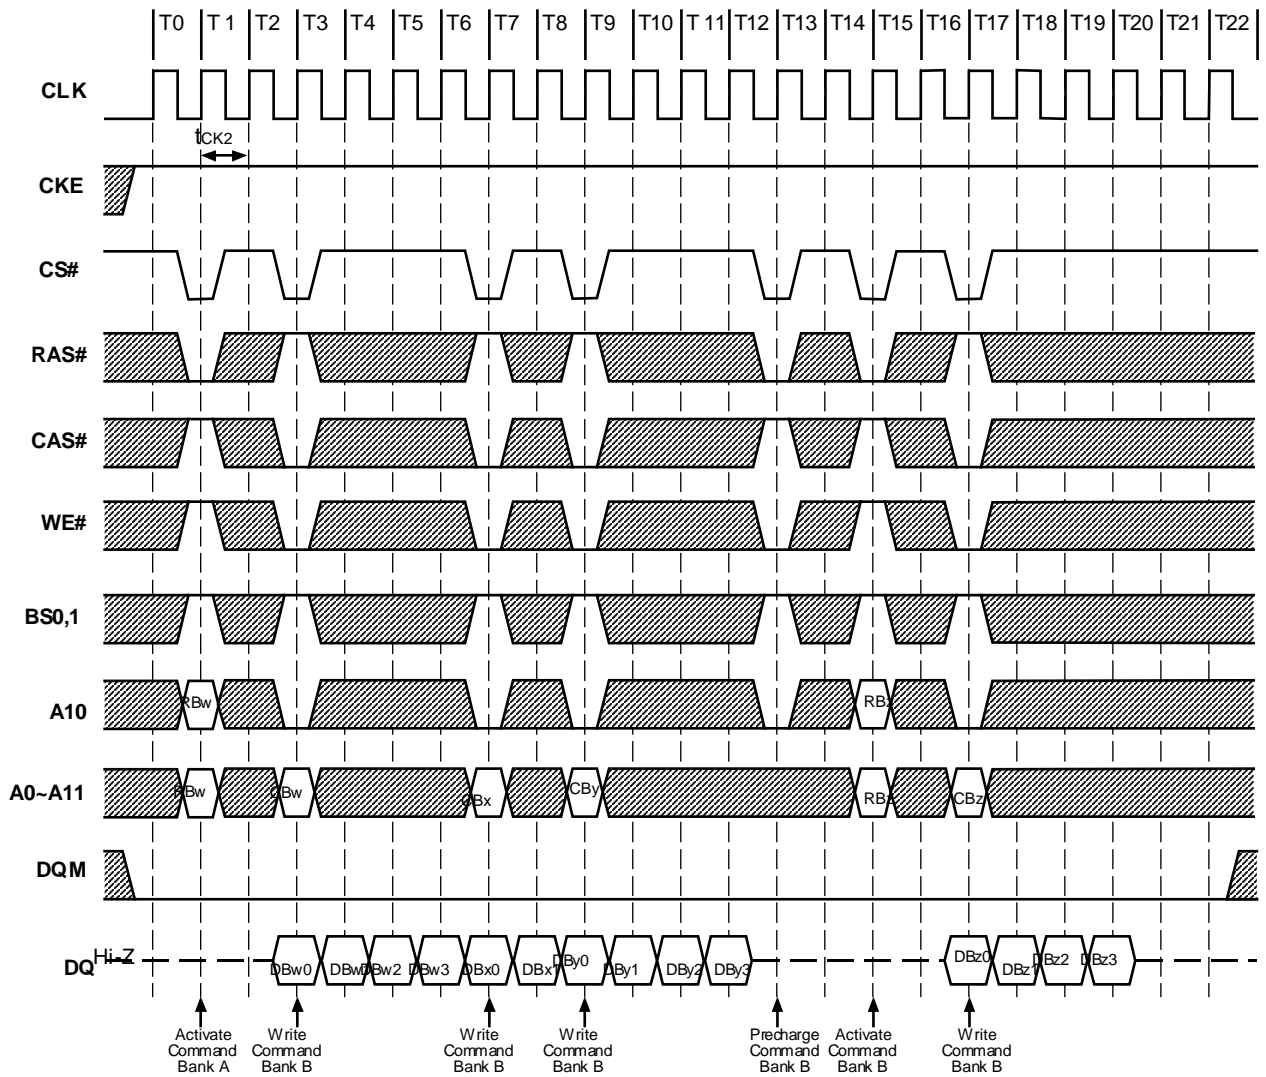 T0 T1 T2 T3 T4 T5 T6 T7 T8 T9 T10 T11 T12 T13 T14 T15 T16 T17 T18 T19 T20 T21 T22
CLK
tCK2
CKE
CS#
RAS#
CAS#
WE#
BS0,1
A10
RBw RBz
A0~A11
RBw CBw CBx CBy RBz CBz
DQM
DQ Hi-Z
DBw0 DBw1 DBw2 DBw3 DBx0 DBx1 DBy0 DBy1 DBy2 DBy3 DBz0 DBz1 DBz2 DBz3
Activate Write Write Write Precharge Activate Write
Command Command Command Command Command Command Command
Bank A Bank B Bank B Bank B Bank B Bank B Bank B